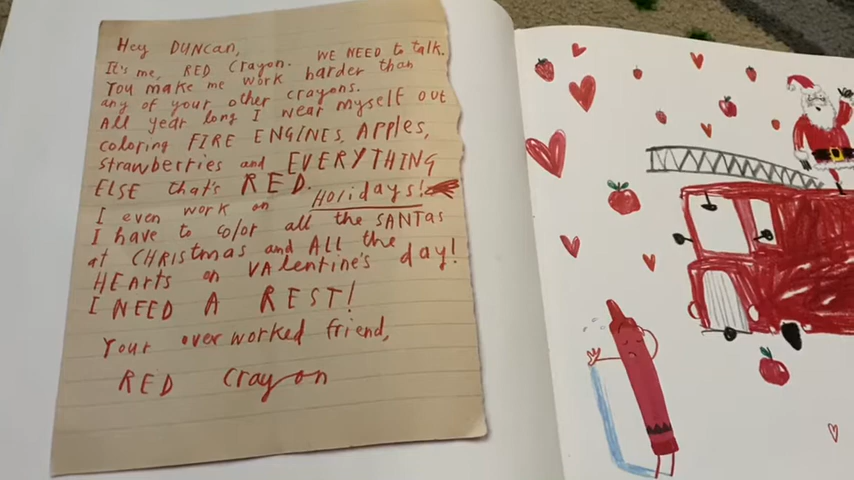 Hey DUNCan,
It's me, RED Crayon. WE NEED to talk.
You make me work harder than
any of your other crayons.
All year long I wear myself OUT
coloring FIRE ENGINES, Apples,
Strawberries and EVERYTHING
ELSE that's RED.
I even work on Holidays!
I have to color all the SANTAs
at CHRistmas and ALL the
HEArts on VAlentine's day!
I NEED A REST!
Your overworked friend,
RED Crayon